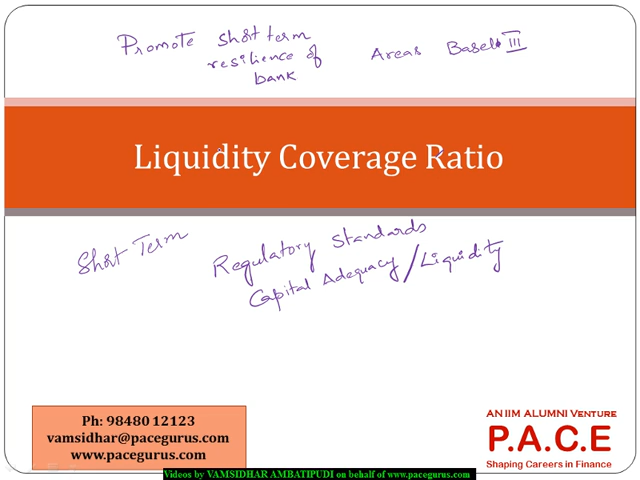 Promote Short term
resilience of
bank
Areas Basel III
Liquidity Coverage Ratio
Short Term
Regulatory Standards
Capital Adequacy / Liquidity
Ph: 98480 12123
vamsidhar@pacegurus.com
www.pacegurus.com
AN IIM ALUMNI VENTURE
P.A.C.E
Shaping Careers in Finance
Videos by VAMSIDHAR AMBATIPUDI on behalf of www.pacegurus.com